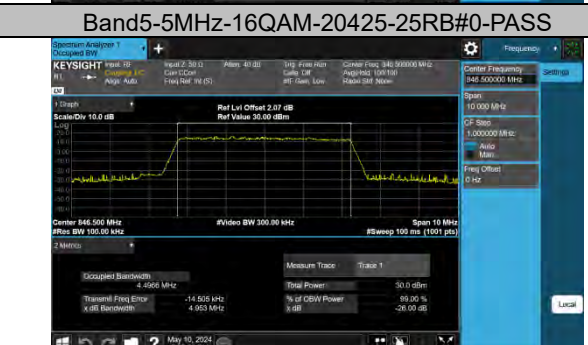 Band5-5MHz-16QAM-20425-25RB#0-PASS
Spectrum Analyzer 1
Occupied BW
Frequency
KEYSIGHT Input: RF
Coupling: DC
Align: Auto
Input Z: 50 Ω
Corr CCorr
Freq Ref: Int (S)
Atten: 40 dB
Trig: Free Run
Gate: Off
#IF Gain: Low
Center Freq: 846.500000 MHz
Avg|Hold: 100/100
Radio Std: None
Center Frequency
846.500000 MHz
Settings
Span
10.000 MHz
CF Step
1.000000 MHz
Auto
Man
Freq Offset
0 Hz
1 Graph
Scale/Div 10.0 dB
Ref Lvl Offset 2.07 dB
Ref Value 30.00 dBm
Log
Center 846.500 MHz
#Res BW 100.00 kHz
#Video BW 300.00 kHz
Span 10 MHz
#Sweep 100 ms (1001 pts)
2 Metrics
Measure Trace Trace 1
Occupied Bandwidth
4.4966 MHz
Total Power 30.0 dBm
Transmit Freq Error -14.505 kHz
% of OBW Power 99.00 %
x dB Bandwidth 4.953 MHz
x dB -26.00 dB
Local
May 10, 2024